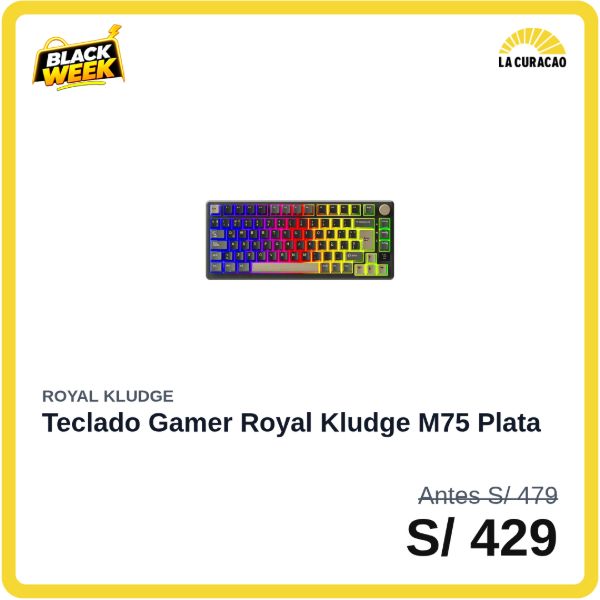 BLACK
WEEK
LA CURACAO
ROYAL KLUDGE
Teclado Gamer Royal Kludge M75 Plata
Antes S/ 479
S/ 429